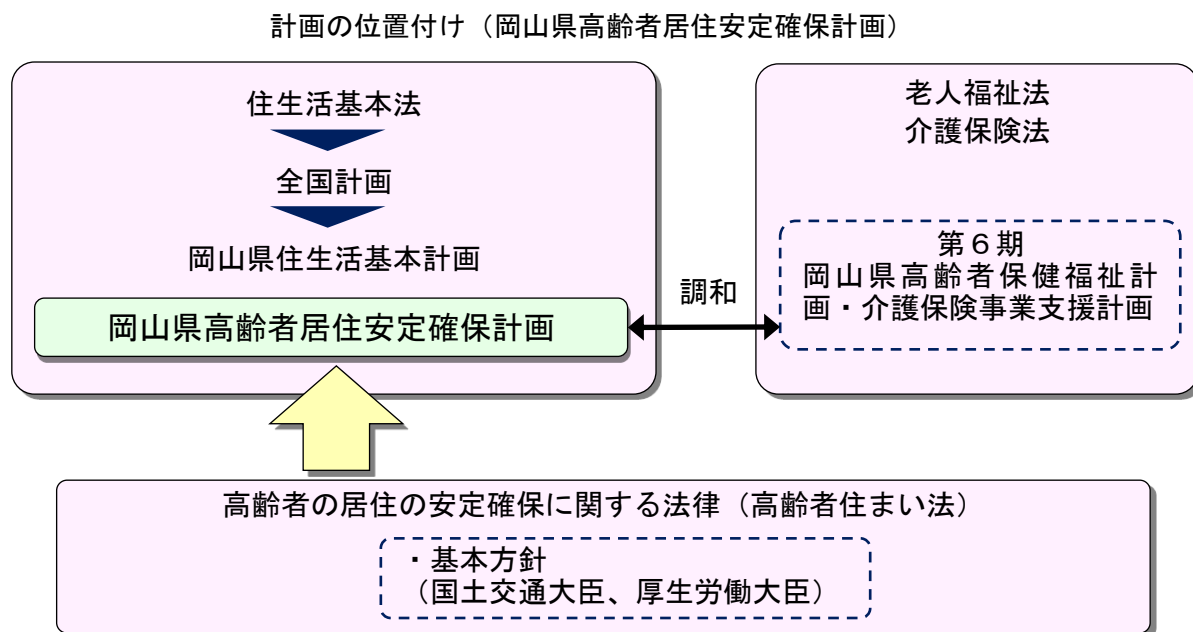 計画の位置付け（岡山県高齢者居住安定確保計画）
住生活基本法
全国計画
岡山県住生活基本計画
岡山県高齢者居住安定確保計画
調和
老人福祉法
介護保険法
第６期
岡山県高齢者保健福祉計
画・介護保険事業支援計画
高齢者の居住の安定確保に関する法律（高齢者住まい法）
・基本方針
（国土交通大臣、厚生労働大臣）